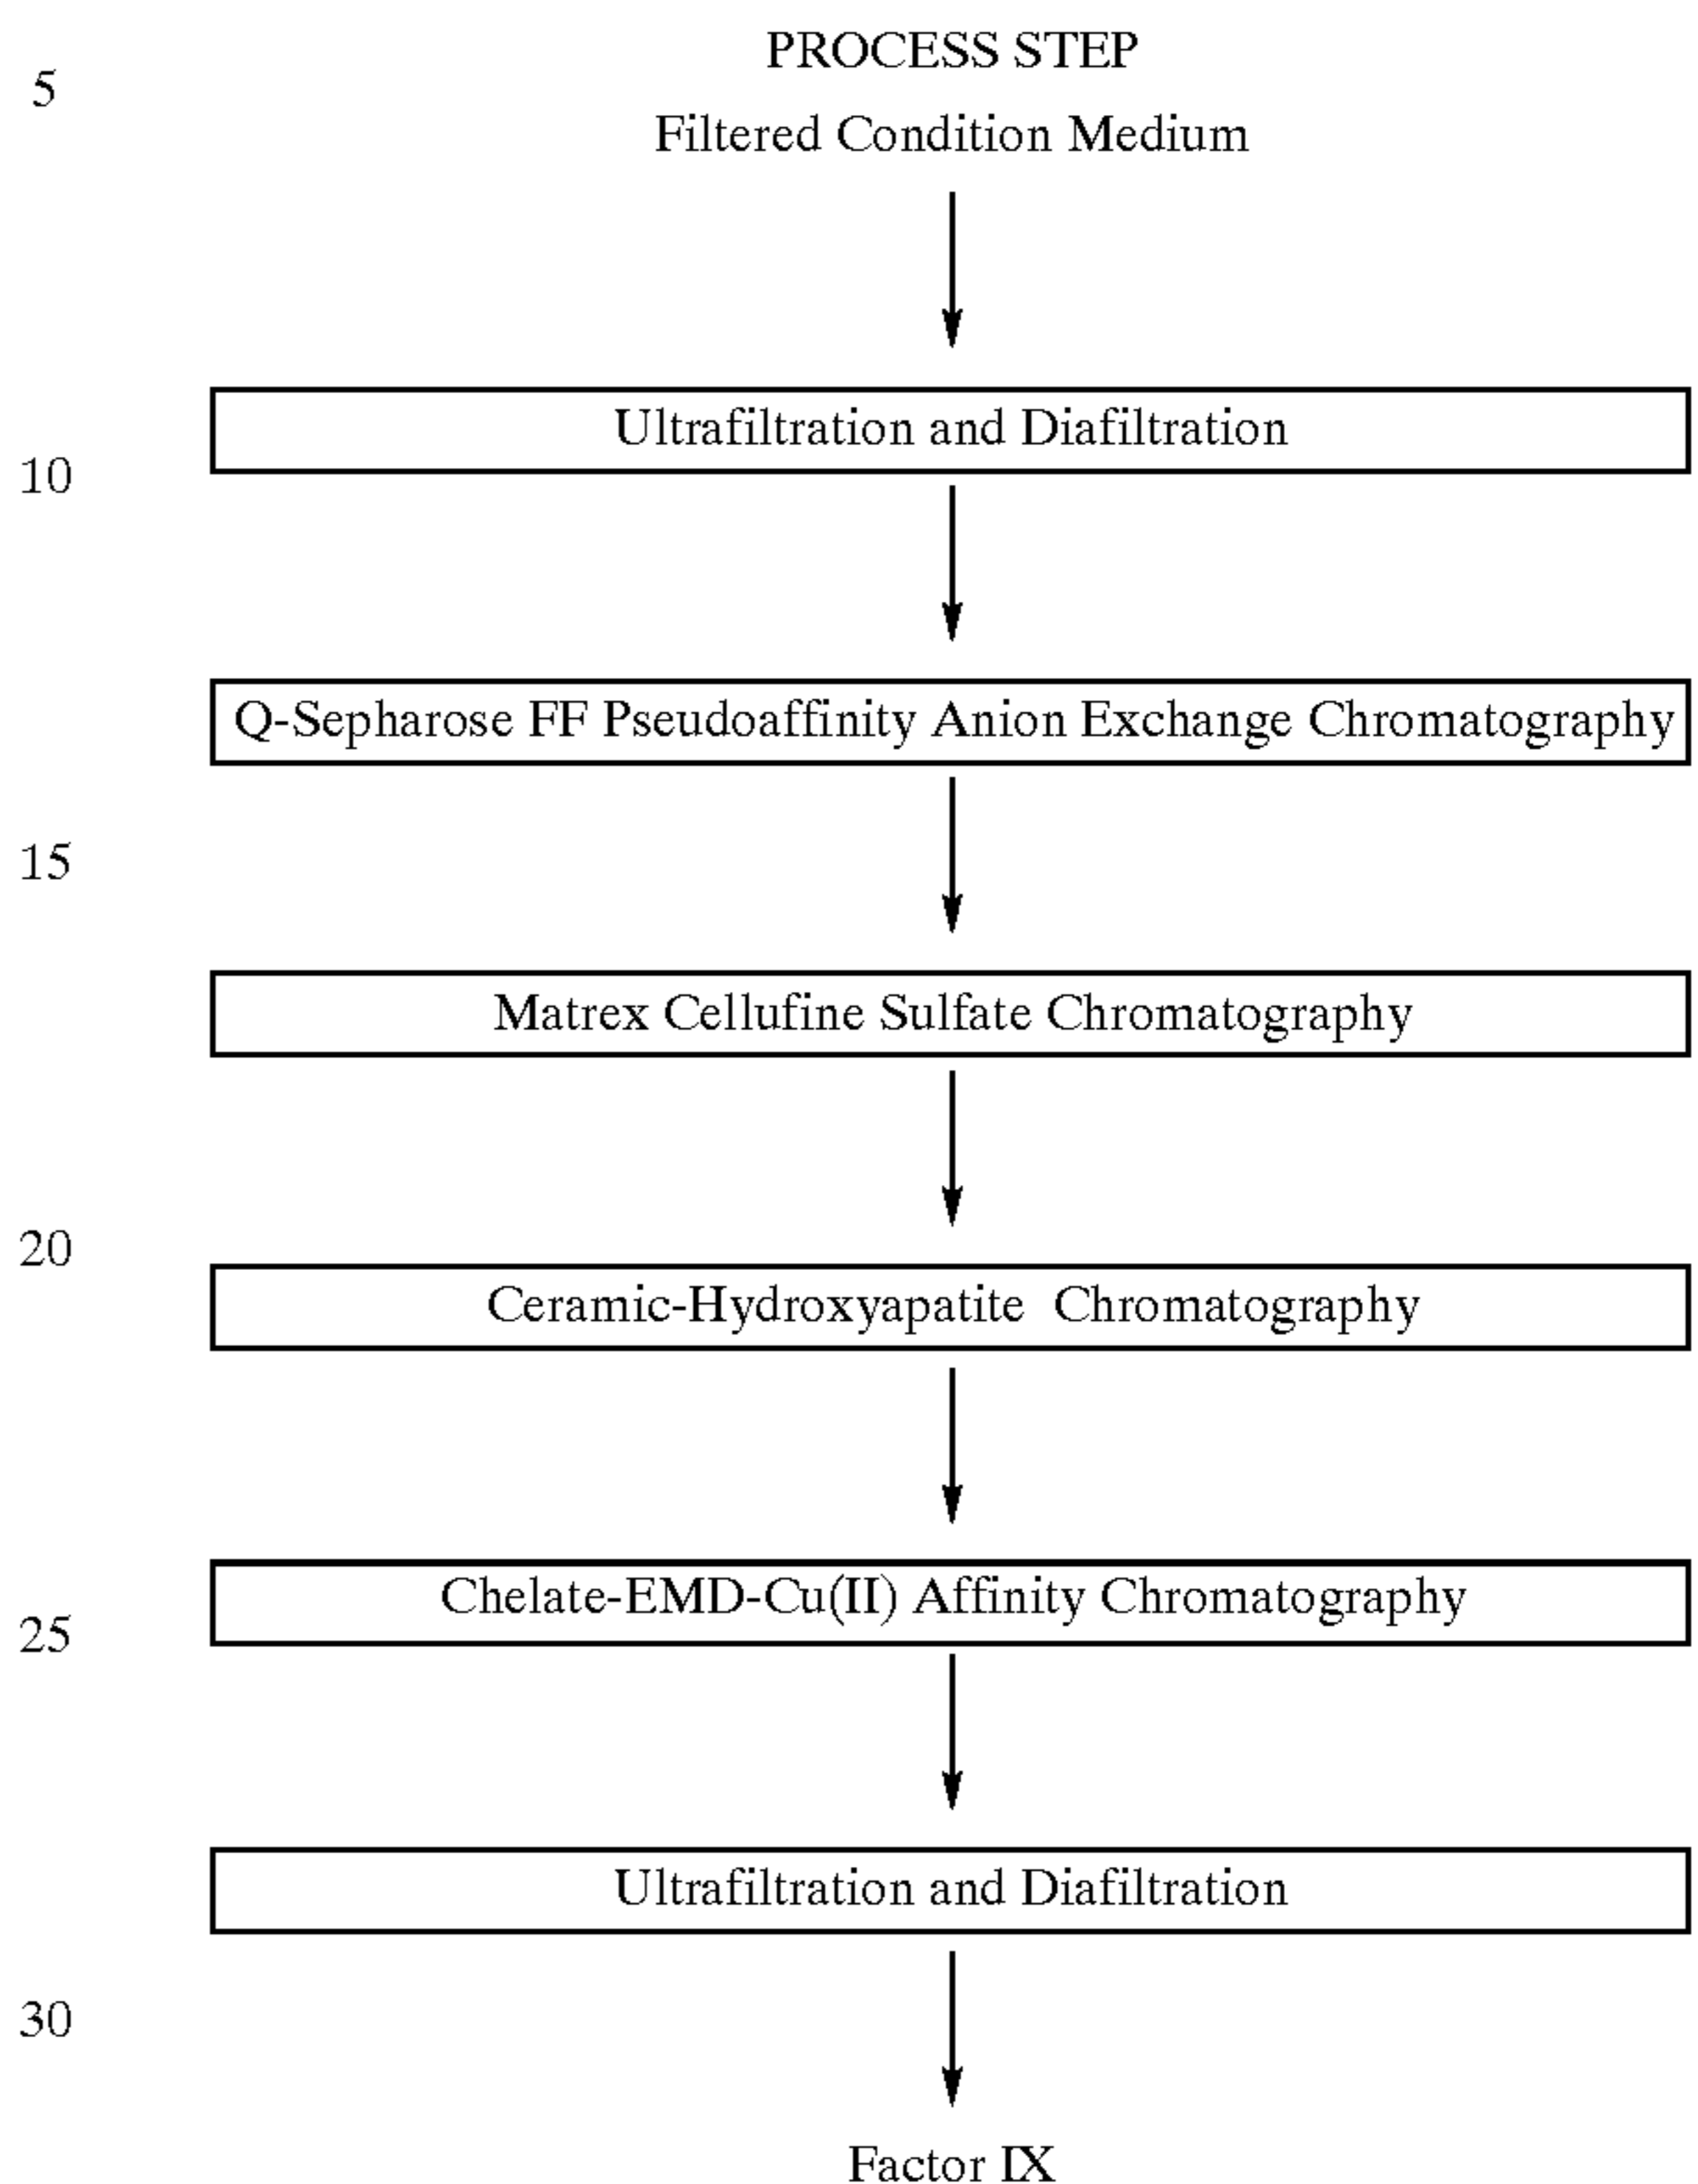 PROCESS STEP
5
Filtered Condition Medium
Ultrafiltration and Diafiltration
10
Q-Sepharose FF Pseudoaffinity Anion Exchange Chromatography
15
Matrex Cellufine Sulfate Chromatography
20
Ceramic-Hydroxyapatite Chromatography
Chelate-EMD-Cu(II) Affinity Chromatography
25
Ultrafiltration and Diafiltration
30
Factor IX